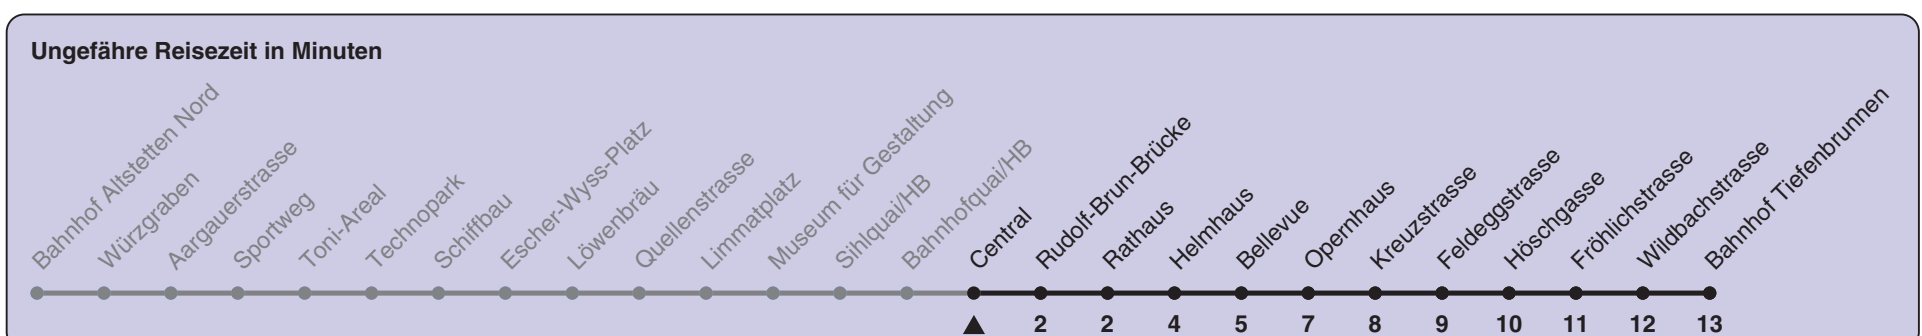 Ungefähre Reisezeit in Minuten
Bahnhof Altstetten Nord
Würzgraben
Aargauerstrasse
Sportweg
Toni-Areal
Technopark
Schiffbau
Escher-Wyss-Platz
Löwenbräu
Quellenstrasse
Limmatplatz
Museum für Gestaltung
Sihlquai/HB
Bahnhofquai/HB
Central
Rudolf-Brun-Brücke
Rathaus
Helmhaus
Bellevue
Opernhaus
Kreuzstrasse
Feldeggstrasse
Höschgasse
Fröhlichstrasse
Wildbachstrasse
Bahnhof Tiefenbrunnen
2 2 4 5 7 8 9 10 11 12 13